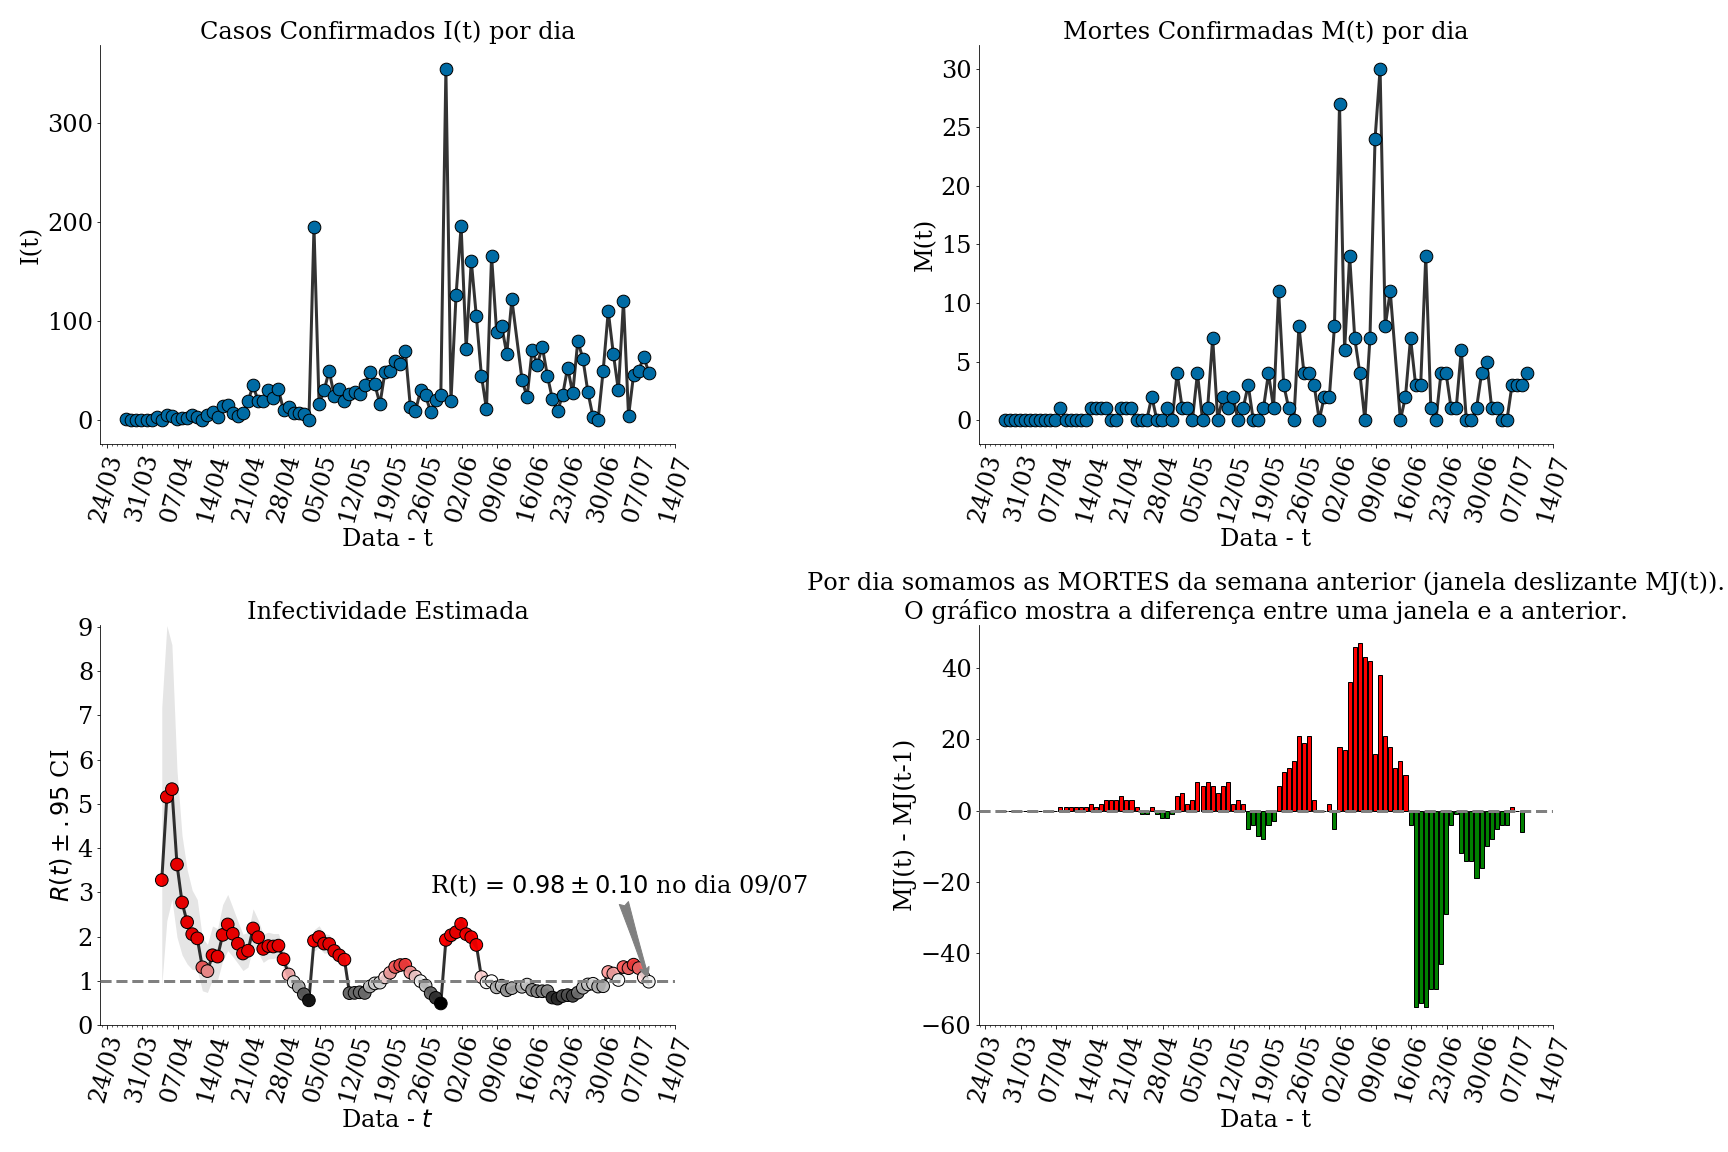 Casos Confirmados I(t) por dia
I(t)
300
200
100
0
24/03 31/03 07/04 14/04 21/04 28/04 05/05 12/05 19/05 26/05 02/06 09/06 16/06 23/06 30/06 07/07 14/07
Data - t
Mortes Confirmadas M(t) por dia
M(t)
30
25
20
15
10
5
0
24/03 31/03 07/04 14/04 21/04 28/04 05/05 12/05 19/05 26/05 02/06 09/06 16/06 23/06 30/06 07/07 14/07
Data - t
Infectividade Estimada
R(t) ± .95 CI
9
8
7
6
5
4
3
2
1
0
R(t) = 0.98 ± 0.10 no dia 09/07
24/03 31/03 07/04 14/04 21/04 28/04 05/05 12/05 19/05 26/05 02/06 09/06 16/06 23/06 30/06 07/07 14/07
Data - t
Por dia somamos as MORTES da semana anterior (janela deslizante MJ(t)).
O gráfico mostra a diferença entre uma janela e a anterior.
MJ(t) - MJ(t-1)
40
20
0
−20
−40
−60
24/03 31/03 07/04 14/04 21/04 28/04 05/05 12/05 19/05 26/05 02/06 09/06 16/06 23/06 30/06 07/07 14/07
Data - t